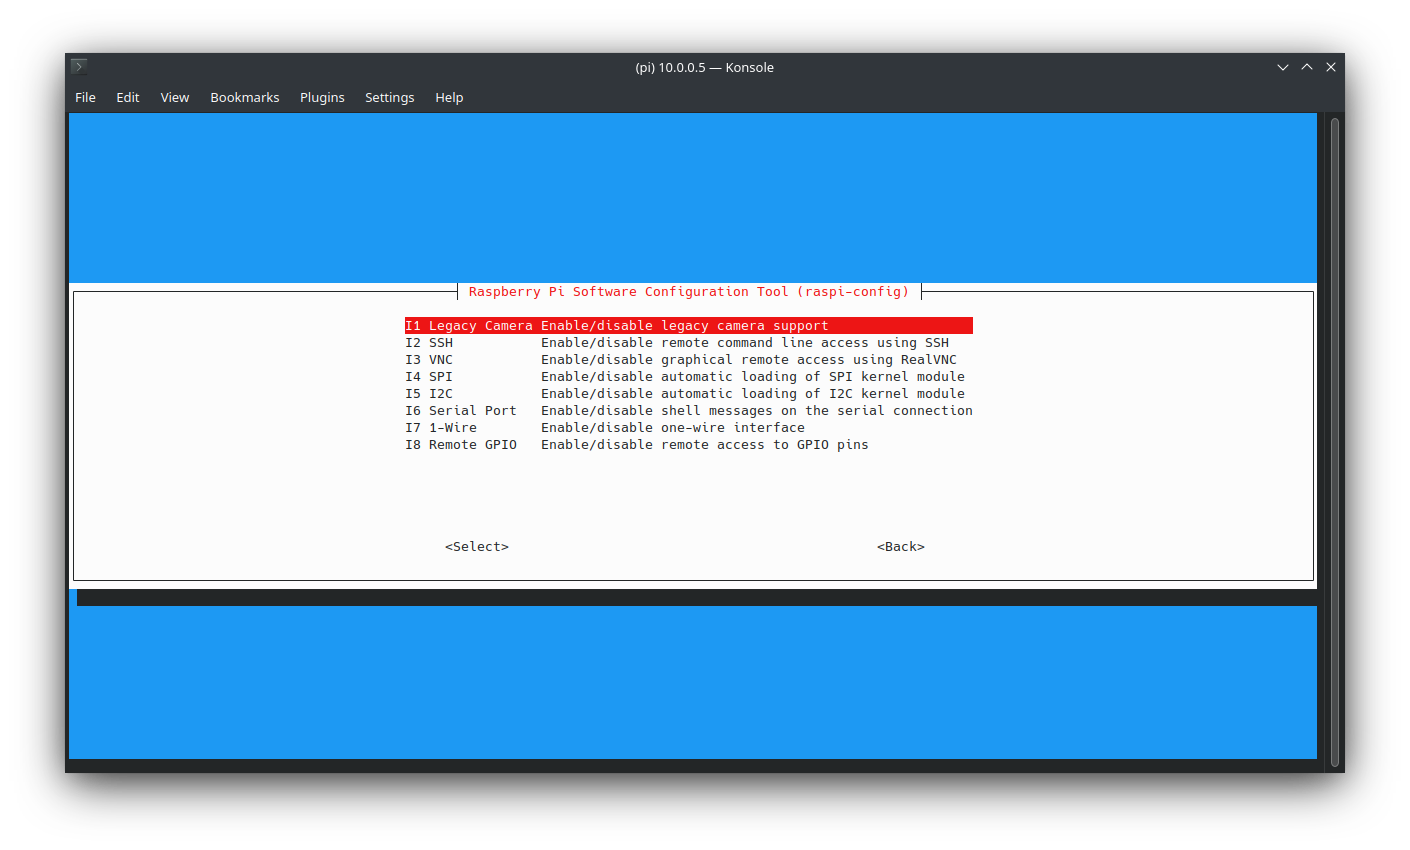 (pi) 10.0.0.5 — Konsole
File Edit View Bookmarks Plugins Settings Help
Raspberry Pi Software Configuration Tool (raspi-config)
I1 Legacy Camera Enable/disable legacy camera support
I2 SSH Enable/disable remote command line access using SSH
I3 VNC Enable/disable graphical remote access using RealVNC
I4 SPI Enable/disable automatic loading of SPI kernel module
I5 I2C Enable/disable automatic loading of I2C kernel module
I6 Serial Port Enable/disable shell messages on the serial connection
I7 1-Wire Enable/disable one-wire interface
I8 Remote GPIO Enable/disable remote access to GPIO pins
<Select> <Back>